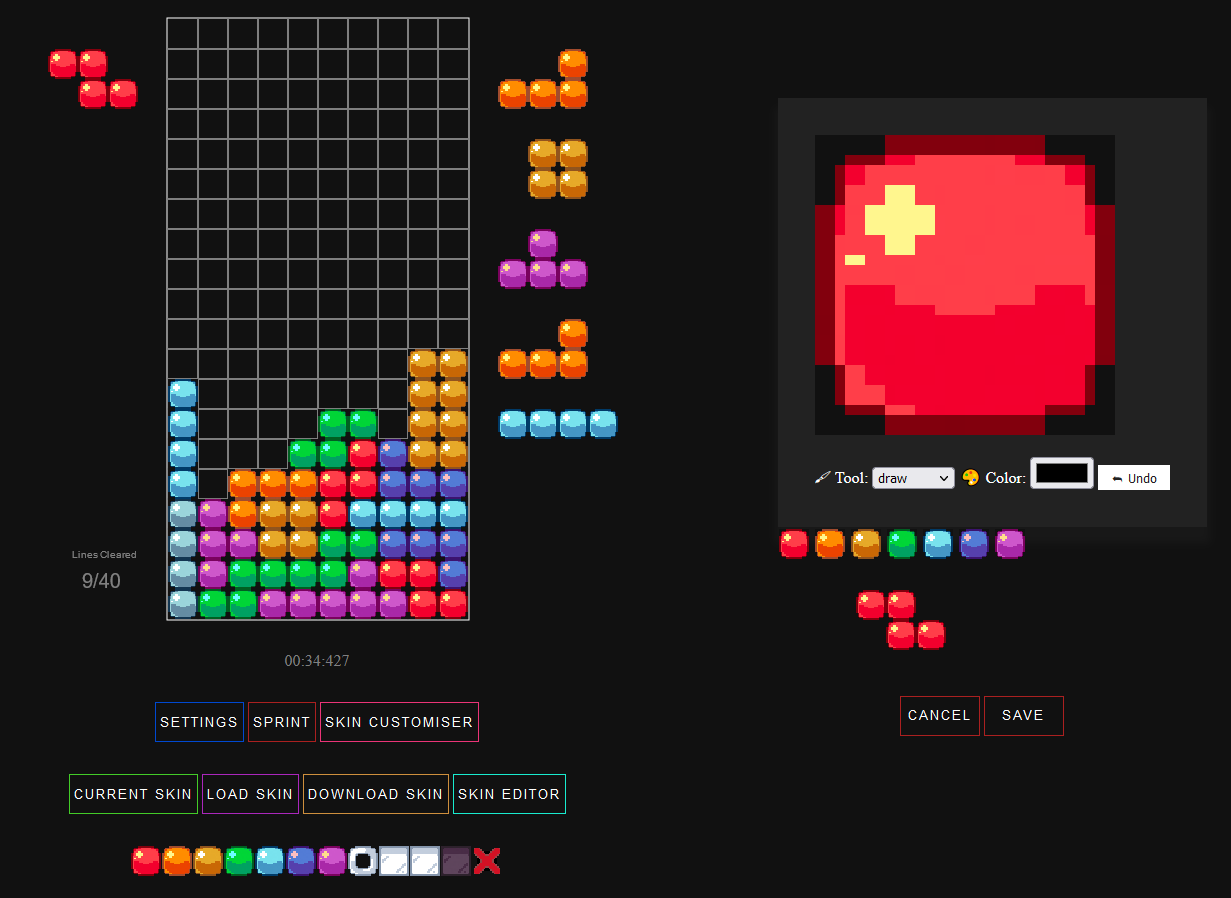 Tool: draw Color: Undo
Lines Cleared
9/40
00:34:427
SETTINGS SPRINT SKIN CUSTOMISER
CANCEL SAVE
CURRENT SKIN LOAD SKIN DOWNLOAD SKIN SKIN EDITOR